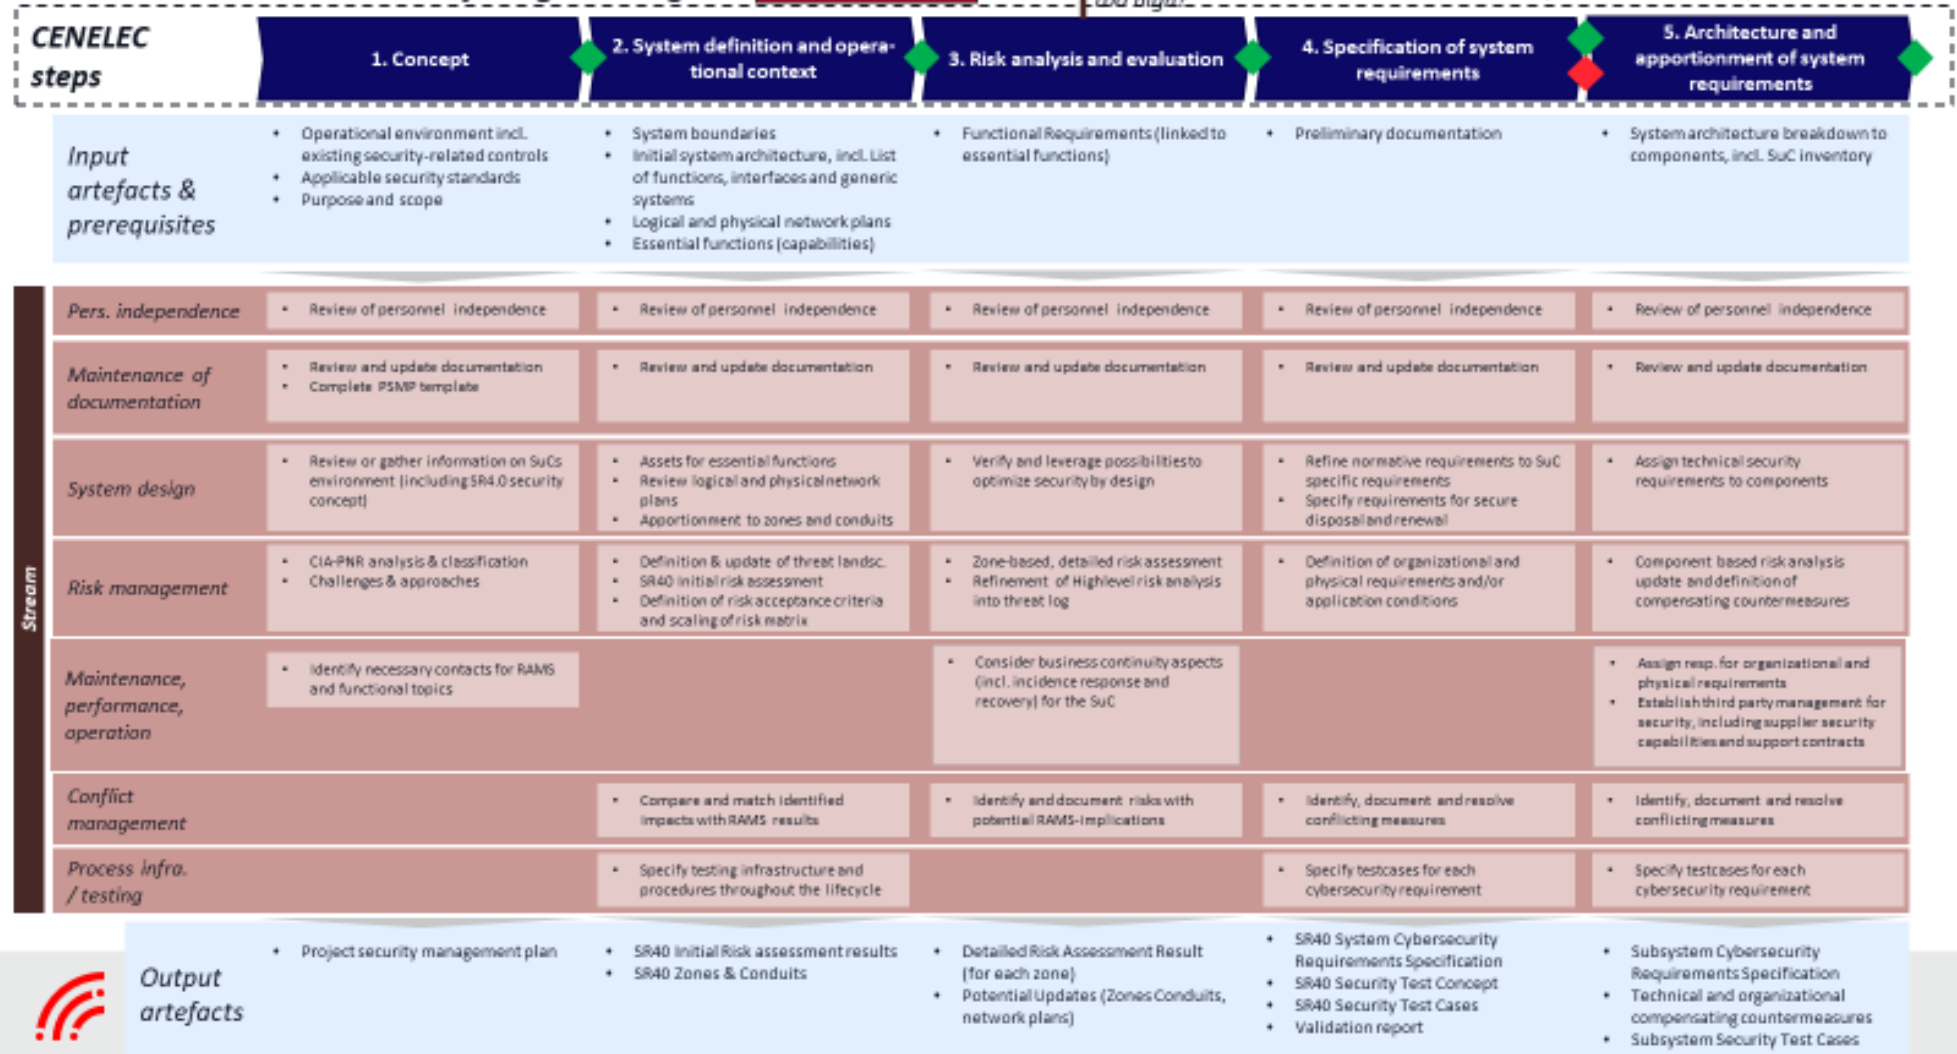 CENELEC
steps
1. Concept
2. System definition and opera-
tional context
3. Risk analysis and evaluation
4. Specification of system
requirements
5. Architecture and
apportionment of system
requirements
Input
artefacts &
prerequisites
• Operational environment incl.
existing security-related controls
• Applicable security standards
• Purpose and scope
• System boundaries
• Initial system architecture, incl. List
of functions, interfaces and generic
systems
• Logical and physical network plans
• Essential functions (capabilities)
• Functional Requirements (linked to
essential functions)
• Preliminary documentation
• System architecture breakdown to
components, incl. SuC inventory
Stream
Pers. independence
• Review of personnel independence
• Review of personnel independence
• Review of personnel independence
• Review of personnel independence
• Review of personnel independence
Maintenance of
documentation
• Review and update documentation
• Complete PSMP template
• Review and update documentation
• Review and update documentation
• Review and update documentation
• Review and update documentation
System design
• Review or gather information on SuCs
environment (including SR4.0 security
concept)
• Assets for essential functions
• Review logical and physical network
plans
• Apportionment to zones and conduits
• Verify and leverage possibilities to
optimize security by design
• Refine normative requirements to SuC
specific requirements
• Specify requirements for secure
disposal and renewal
• Assign technical security
requirements to components
Risk management
• CIA-PNR analysis & classification
• Challenges & approaches
• Definition & update of threat landsc.
• SR40 Initial risk assessment
• Definition of risk acceptance criteria
and scaling of risk matrix
• Zone-based, detailed risk assessment
• Refinement of Highlevel risk analysis
into threat log
• Definition of organizational and
physical requirements and/or
application conditions
• Component based risk analysis
update and definition of
compensating countermeasures
Maintenance,
performance,
operation
• Identify necessary contacts for RAMS
and functional topics
• Consider business continuity aspects
(incl. incidence response and
recovery) for the SuC
• Assign resp. for organizational and
physical requirements
• Establish third party management for
security, including supplier security
capabilities and support contracts
Conflict
management
• Compare and match identified
impacts with RAMS results
• Identify and document risks with
potential RAMS-implications
• Identify, document and resolve
conflicting measures
• Identify, document and resolve
conflicting measures
Process infra.
/ testing
• Specify testing infrastructure and
procedures throughout the lifecycle
• Specify testcases for each
cybersecurity requirement
• Specify testcases for each
cybersecurity requirement
Output
artefacts
• Project security management plan
• SR40 Initial Risk assessment results
• SR40 Zones & Conduits
• Detailed Risk Assessment Result
(for each zone)
• Potential Updates (Zones Conduits,
network plans)
• SR40 System Cybersecurity
Requirements Specification
• SR40 Security Test Concept
• SR40 Security Test Cases
• Validation report
• Subsystem Cybersecurity
Requirements Specification
• Technical and organizational
compensating countermeasures
• Subsystem Security Test Cases